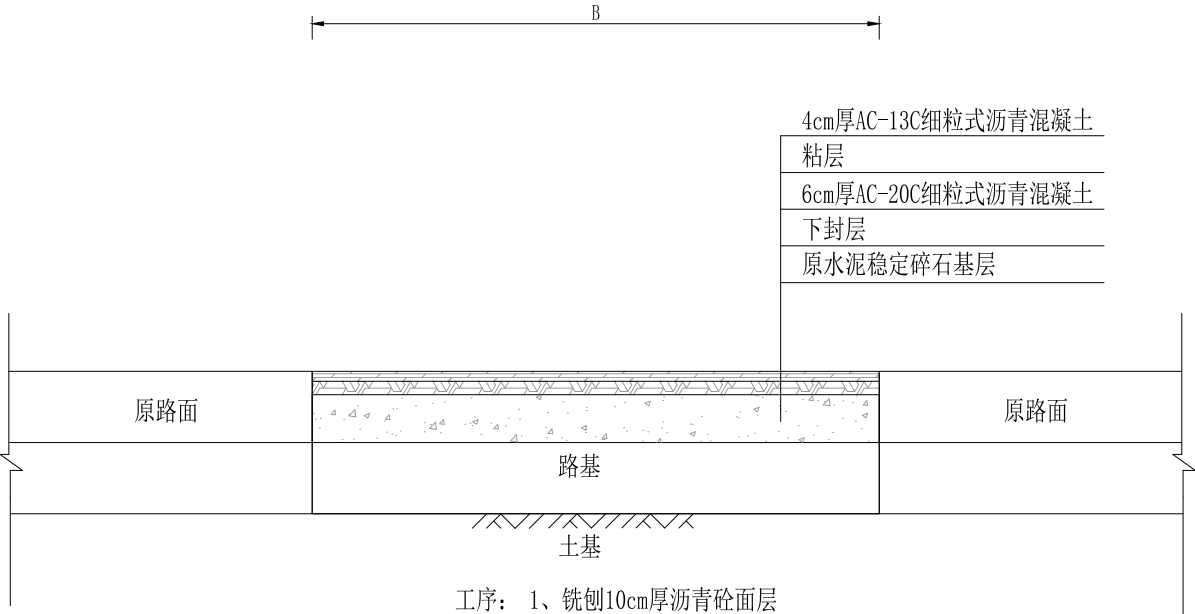 B
4cm厚AC-13C细粒式沥青混凝土
粘层
6cm厚AC-20C细粒式沥青混凝土
下封层
原水泥稳定碎石基层
原路面
原路面
路基
土基
工序： 1、铣刨10cm厚沥青砼面层